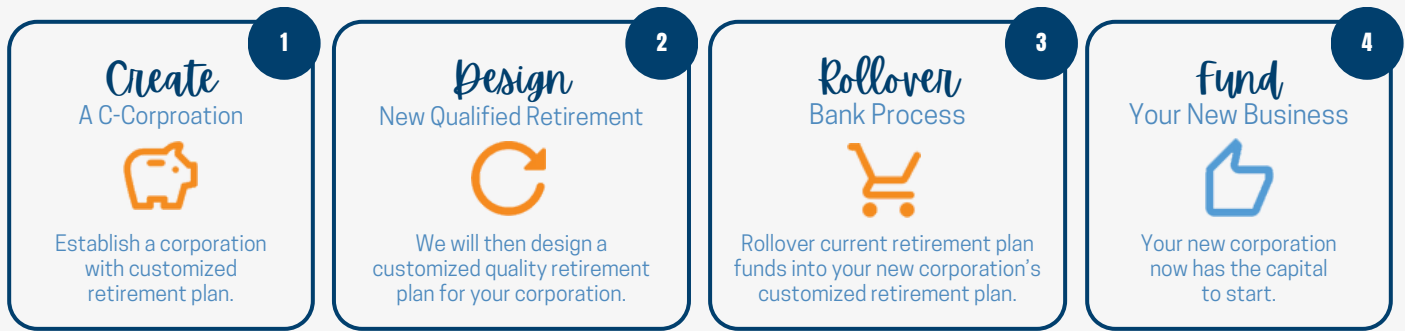 1
Create
A C-Corproation
Establish a corporation
with customized
retirement plan.
2
Design
New Qualified Retirement
We will then design a
customized quality retirement
plan for your corporation.
3
Rollover
Bank Process
Rollover current retirement plan
funds into your new corporation's
customized retirement plan.
4
Fund
Your New Business
Your new corporation
now has the capital
to start.